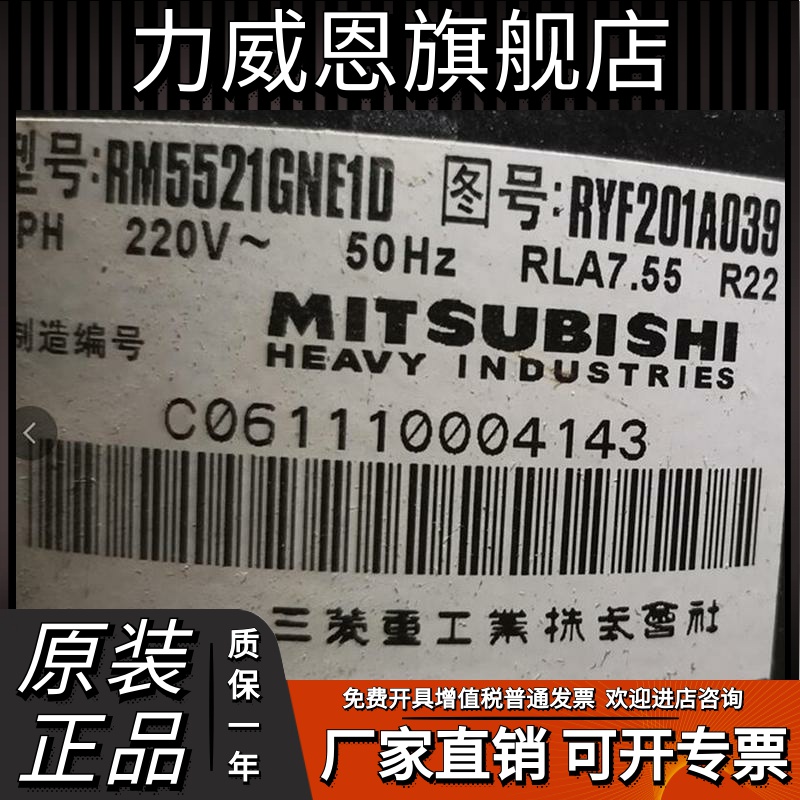 力威恩旗舰店
型号:RM5521GNE1D 图号:RYF201A039
PH 220V~ 50Hz RLA7.55 R22
制造编号
MITSUBISHI
HEAVY INDUSTRIES
C061110004143
三菱重工業株式會社
原装正品
质保一年
免费开具增值税普通发票 欢迎进店咨询
厂家直销 可开专票